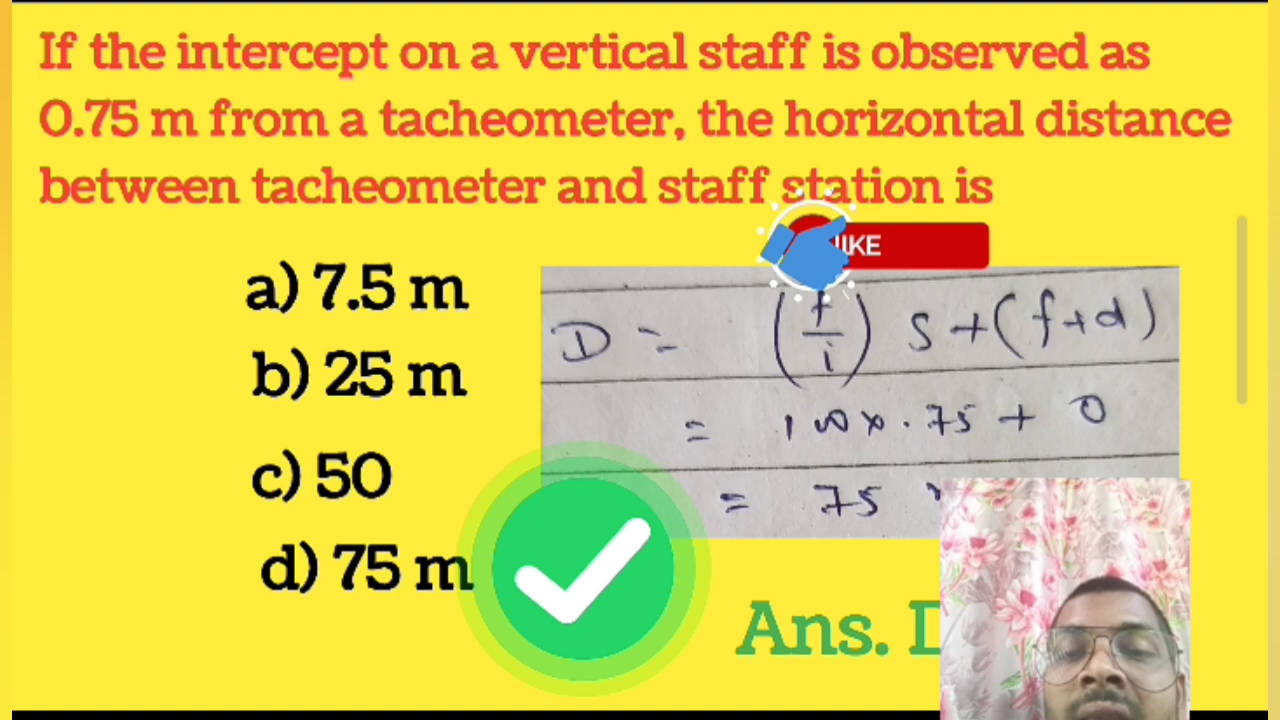 If the intercept on a vertical staff is observed as
0.75 m from a tacheometer, the horizontal distance
between tacheometer and staff station is
a) 7.5 m
b) 25 m
c) 50
d) 75 m
D = (f/i) S+(f+d)
= 100x.75 + 0
= 75
Ans.